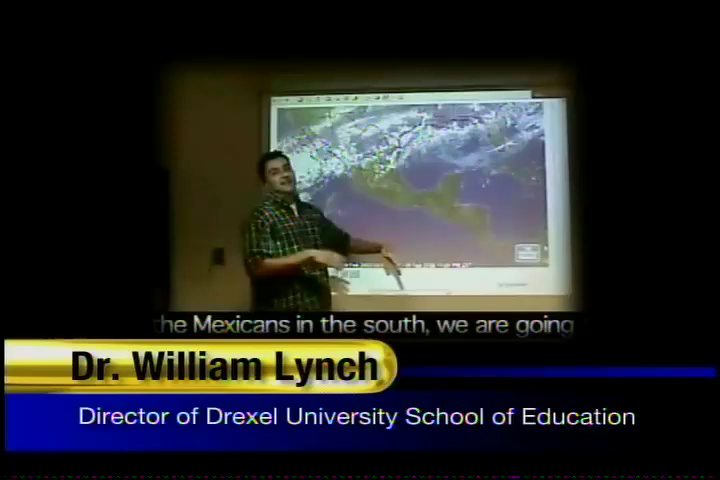 the Mexicans in the south, we are going
Dr. William Lynch
Director of Drexel University School of Education